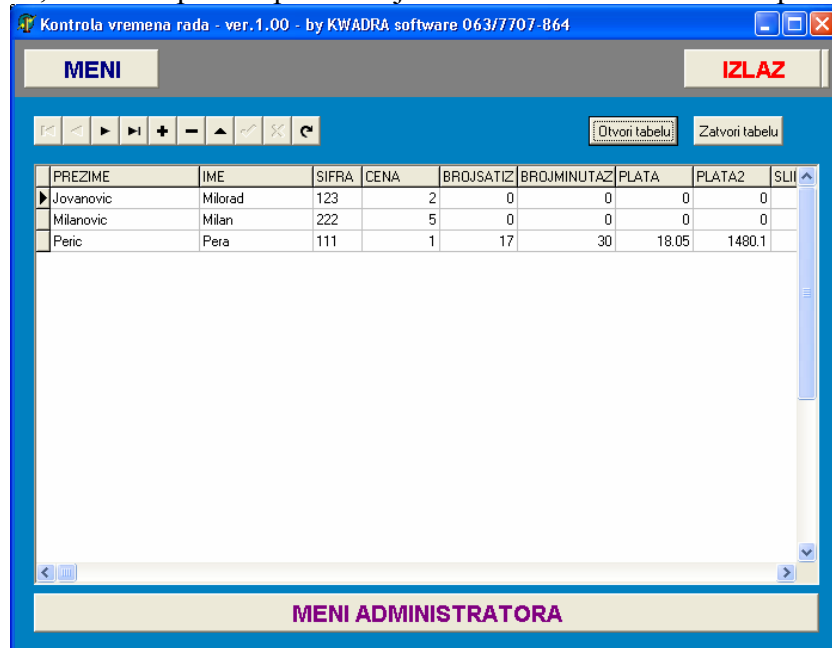 Kontrola vremena rada - ver.1.00 - by KWADRA software 063/7707-864
MENI IZLAZ
Otvori tabelu Zatvori tabelu
PREZIME IME SIFRA CENA BROJSATIZ BROJMINUTAZ PLATA PLATA2
Jovanovic Milorad 123 2 0 0 0 0
Milanovic Milan 222 5 0 0 0 0
Peric Pera 111 1 17 30 18.05 1480.1
MENI ADMINISTRATORA